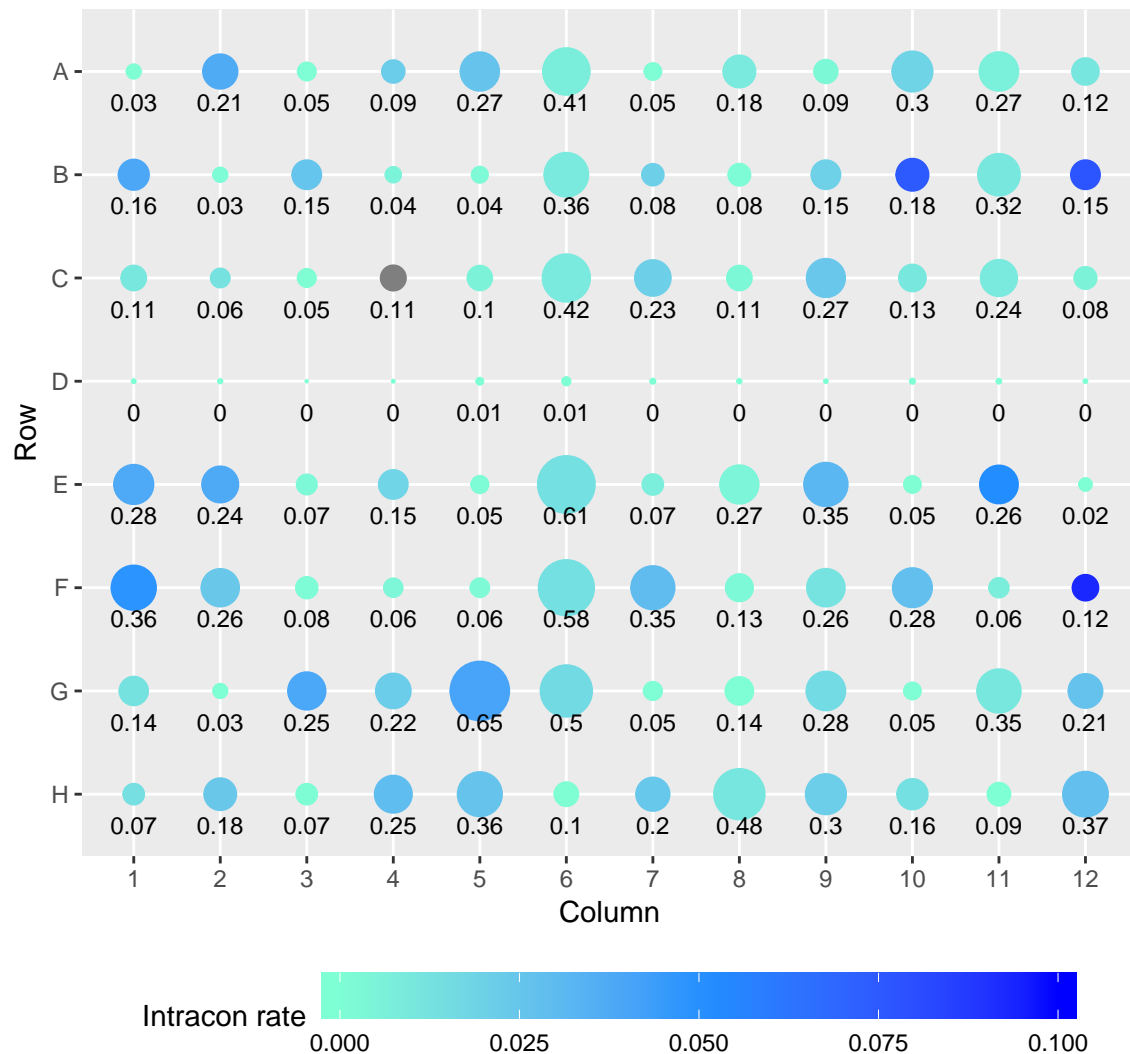 A
0.03 0.21 0.05 0.09 0.27 0.41 0.05 0.18 0.09 0.3 0.27 0.12
B
0.16 0.03 0.15 0.04 0.04 0.36 0.08 0.08 0.15 0.18 0.32 0.15
C
0.11 0.06 0.05 0.11 0.1 0.42 0.23 0.11 0.27 0.13 0.24 0.08
D
0 0 0 0 0.01 0.01 0 0 0 0 0 0
Row
E
0.28 0.24 0.07 0.15 0.05 0.61 0.07 0.27 0.35 0.05 0.26 0.02
F
0.36 0.26 0.08 0.06 0.06 0.58 0.35 0.13 0.26 0.28 0.06 0.12
G
0.14 0.03 0.25 0.22 0.65 0.5 0.05 0.14 0.28 0.05 0.35 0.21
H
0.07 0.18 0.07 0.25 0.36 0.1 0.2 0.48 0.3 0.16 0.09 0.37
1 2 3 4 5 6 7 8 9 10 11 12
Column
Intracon rate
0.000 0.025 0.050 0.075 0.100